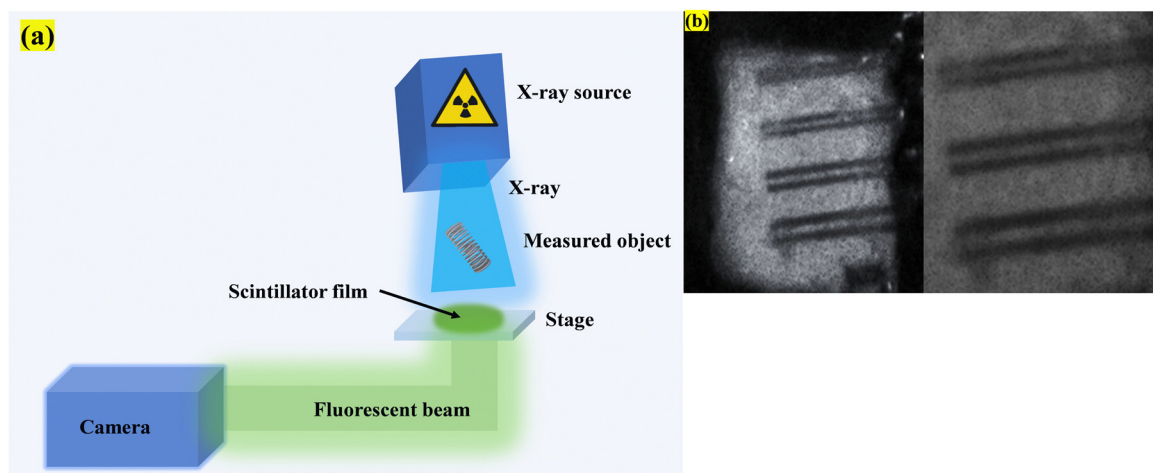 (a)
X-ray source
X-ray
Measured object
Scintillator film
Stage
Fluorescent beam
Camera
(b)